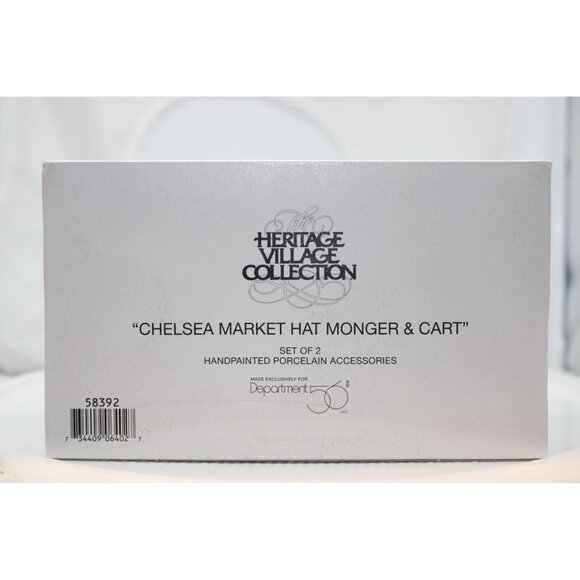 The
HERITAGE
VILLAGE
COLLECTION
"CHELSEA MARKET HAT MONGER & CART"
SET OF 2
HANDPAINTED PORCELAIN ACCESSORIES
MADE EXCLUSIVELY FOR
Department 56 ®
INC.
58392
7 34409 06402 7